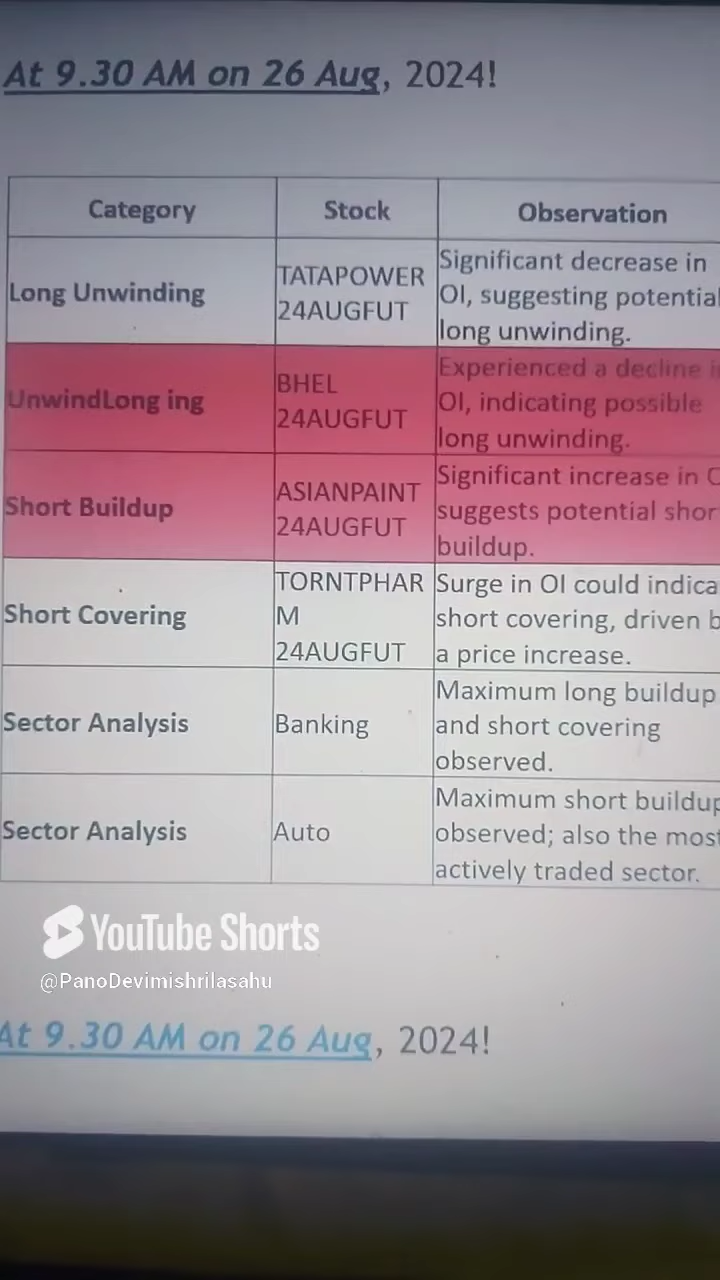 At 9.30 AM on 26 Aug, 2024!
Category Stock Observation
Long Unwinding
TATAPOWER
24AUGFUT
Significant decrease in
OI, suggesting potential
long unwinding.
UnwindLong ing
BHEL
24AUGFUT
Experienced a decline i
OI, indicating possible
long unwinding.
Short Buildup
ASIANPAINT
24AUGFUT
Significant increase in O
suggests potential shor
buildup.
Short Covering
TORNTPHAR
M
24AUGFUT
Surge in OI could indica
short covering, driven b
a price increase.
Sector Analysis
Banking
Maximum long buildup
and short covering
observed.
Sector Analysis
Auto
Maximum short buildup
observed; also the most
actively traded sector.
YouTube Shorts
@PanoDevimishrilasahu
At 9.30 AM on 26 Aug, 2024!